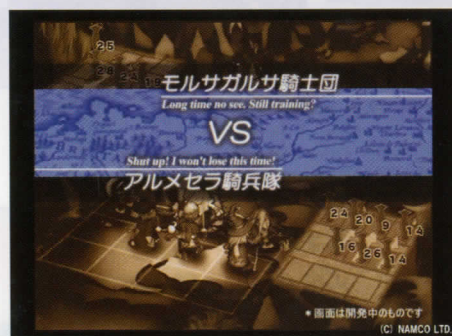 25
28 24 19
モルサガルサ騎士団
Long time no see. Still training?
VS
Shut up! I won't lose this time!
アルメセラ騎兵隊
24 20 9 14
16 26 14
*画面は開発中のものです
(C) NAMCO LTD.